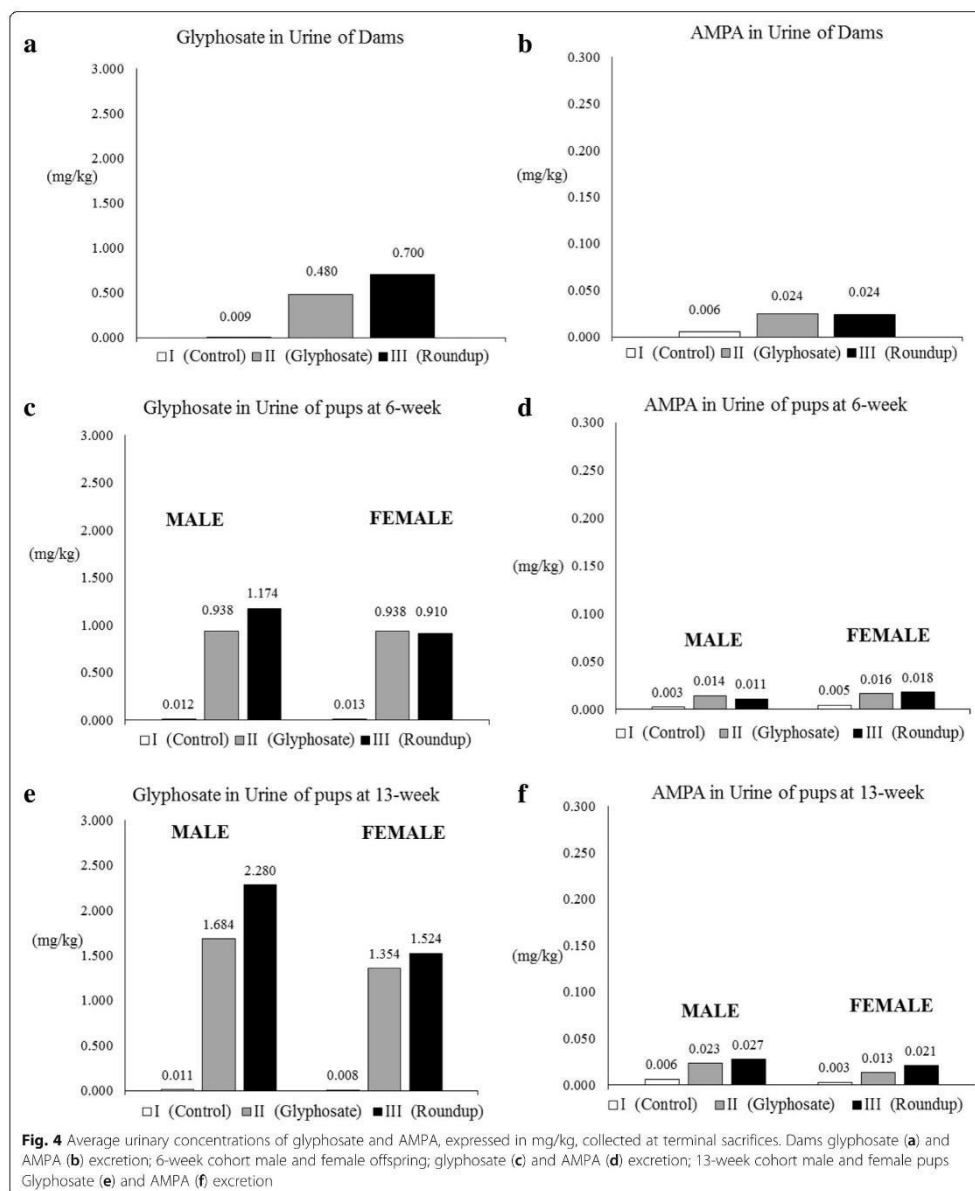 a
Glyphosate in Urine of Dams
3.000
2.500
2.000
(mg/kg)
1.500
1.000
0.500
0.000
0.009
0.480
0.700
I (Control) II (Glyphosate) III (Roundup)
b
AMPA in Urine of Dams
0.300
0.250
0.200
(mg/kg)
0.150
0.100
0.050
0.000
0.006
0.024
0.024
I (Control) II (Glyphosate) III (Roundup)
c
Glyphosate in Urine of pups at 6-week
3.000
2.500
2.000
(mg/kg)
1.500
1.000
0.500
0.000
MALE
FEMALE
0.012
0.938
1.174
0.013
0.938
0.910
I (Control) II (Glyphosate) III (Roundup)
d
AMPA in Urine of pups at 6-week
0.300
0.250
0.200
(mg/kg)
0.150
0.100
0.050
0.000
MALE
FEMALE
0.003
0.014
0.011
0.005
0.016
0.018
I (Control) II (Glyphosate) III (Roundup)
e
Glyphosate in Urine of pups at 13-week
3.000
2.500
2.000
(mg/kg)
1.500
1.000
0.500
0.000
MALE
FEMALE
0.011
1.684
2.280
0.008
1.354
1.524
I (Control) II (Glyphosate) III (Roundup)
f
AMPA in Urine of pups at 13-week
0.300
0.250
0.200
(mg/kg)
0.150
0.100
0.050
0.000
MALE
FEMALE
0.006
0.023
0.027
0.003
0.013
0.021
I (Control) II (Glyphosate) III (Roundup)
Fig. 4 Average urinary concentrations of glyphosate and AMPA, expressed in mg/kg, collected at terminal sacrifices. Dams glyphosate (a) and
AMPA (b) excretion; 6-week cohort male and female offspring; glyphosate (c) and AMPA (d) excretion; 13-week cohort male and female pups
Glyphosate (e) and AMPA (f) excretion